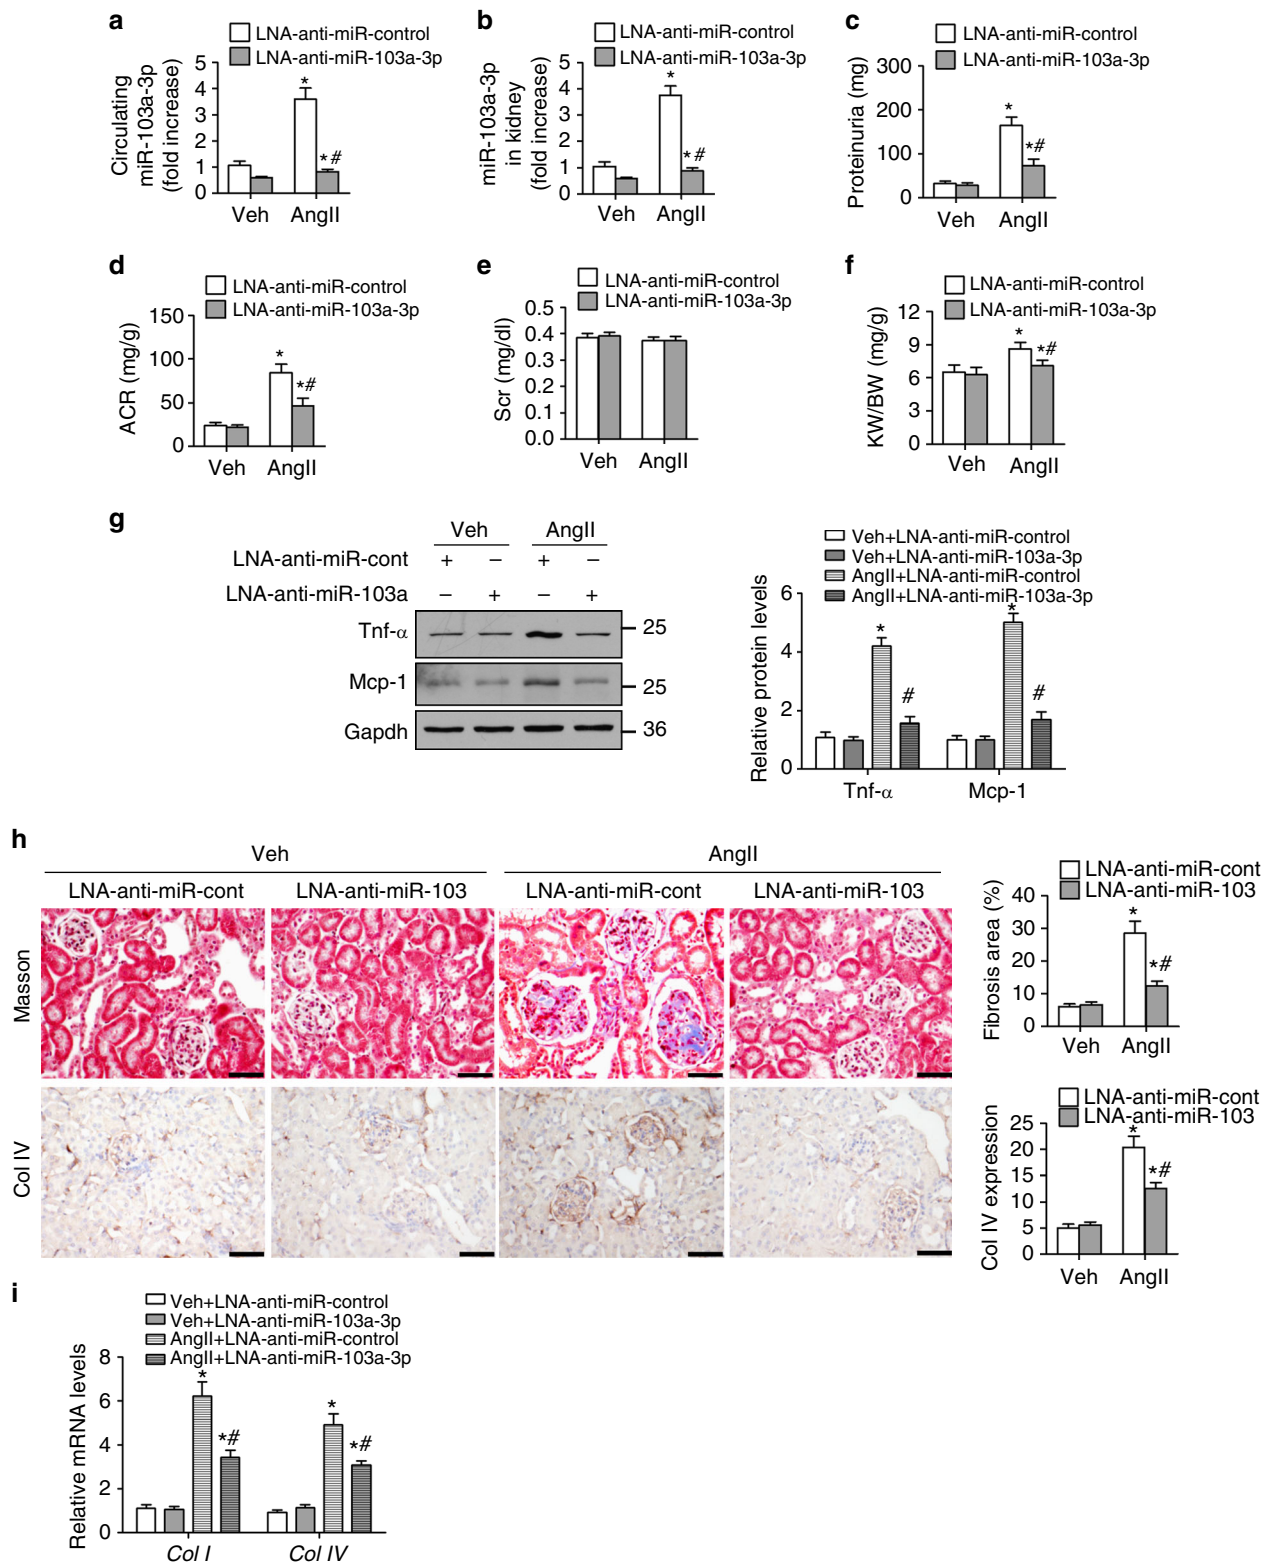 a
LNA-anti-miR-control
LNA-anti-miR-103a-3p
Circulating
miR-103a-3p
(fold increase)
5
4
3
2
1
0
*
*#
Veh
AngII
b
LNA-anti-miR-control
LNA-anti-miR-103a-3p
miR-103a-3p
in kidney
(fold increase)
5
4
3
2
1
0
*
*#
Veh
AngII
c
LNA-anti-miR-control
LNA-anti-miR-103a-3p
Proteinuria (mg)
300
200
100
0
*
*#
Veh
AngII
d
LNA-anti-miR-control
LNA-anti-miR-103a-3p
ACR (mg/g)
150
100
50
0
*
*#
Veh
AngII
e
LNA-anti-miR-control
LNA-anti-miR-103a-3p
Scr (mg/dl)
0.5
0.4
0.3
0.2
0.1
0.0
Veh
AngII
f
LNA-anti-miR-control
LNA-anti-miR-103a-3p
KW/BW (mg/g)
12
9
6
3
0
*
*#
Veh
AngII
g
Veh AngII
LNA-anti-miR-cont + − + −
LNA-anti-miR-103a − + − +
Tnf-α 25
Mcp-1 25
Gapdh 36
Veh+LNA-anti-miR-control
Veh+LNA-anti-miR-103a-3p
AngII+LNA-anti-miR-control
AngII+LNA-anti-miR-103a-3p
Relative protein levels
6
4
2
0
*
#
*
#
Tnf-α
Mcp-1
h
Veh AngII
LNA-anti-miR-cont LNA-anti-miR-103 LNA-anti-miR-cont LNA-anti-miR-103
Masson
Col IV
LNA-anti-miR-cont
LNA-anti-miR-103
Fibrosis area (%)
40
30
20
10
0
*
*#
Veh
AngII
LNA-anti-miR-cont
LNA-anti-miR-103
Col IV expression
25
20
15
10
5
0
*
*#
Veh
AngII
i
Veh+LNA-anti-miR-control
Veh+LNA-anti-miR-103a-3p
AngII+LNA-anti-miR-control
AngII+LNA-anti-miR-103a-3p
Relative mRNA levels
8
6
4
2
0
*
*#
*
*#
Col I
Col IV